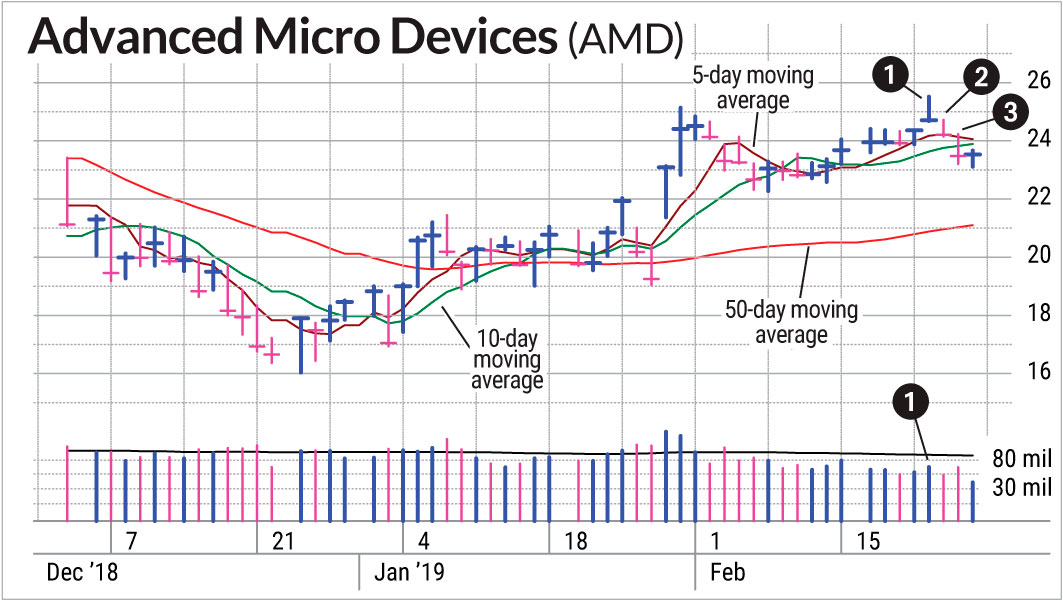 Advanced Micro Devices (AMD)
5-day moving
average
1
2
3
26
24
22
20
18
16
50-day moving
average
10-day
moving
average
1
80 mil
30 mil
7
21
4
18
1
15
Dec ’18
Jan ’19
Feb